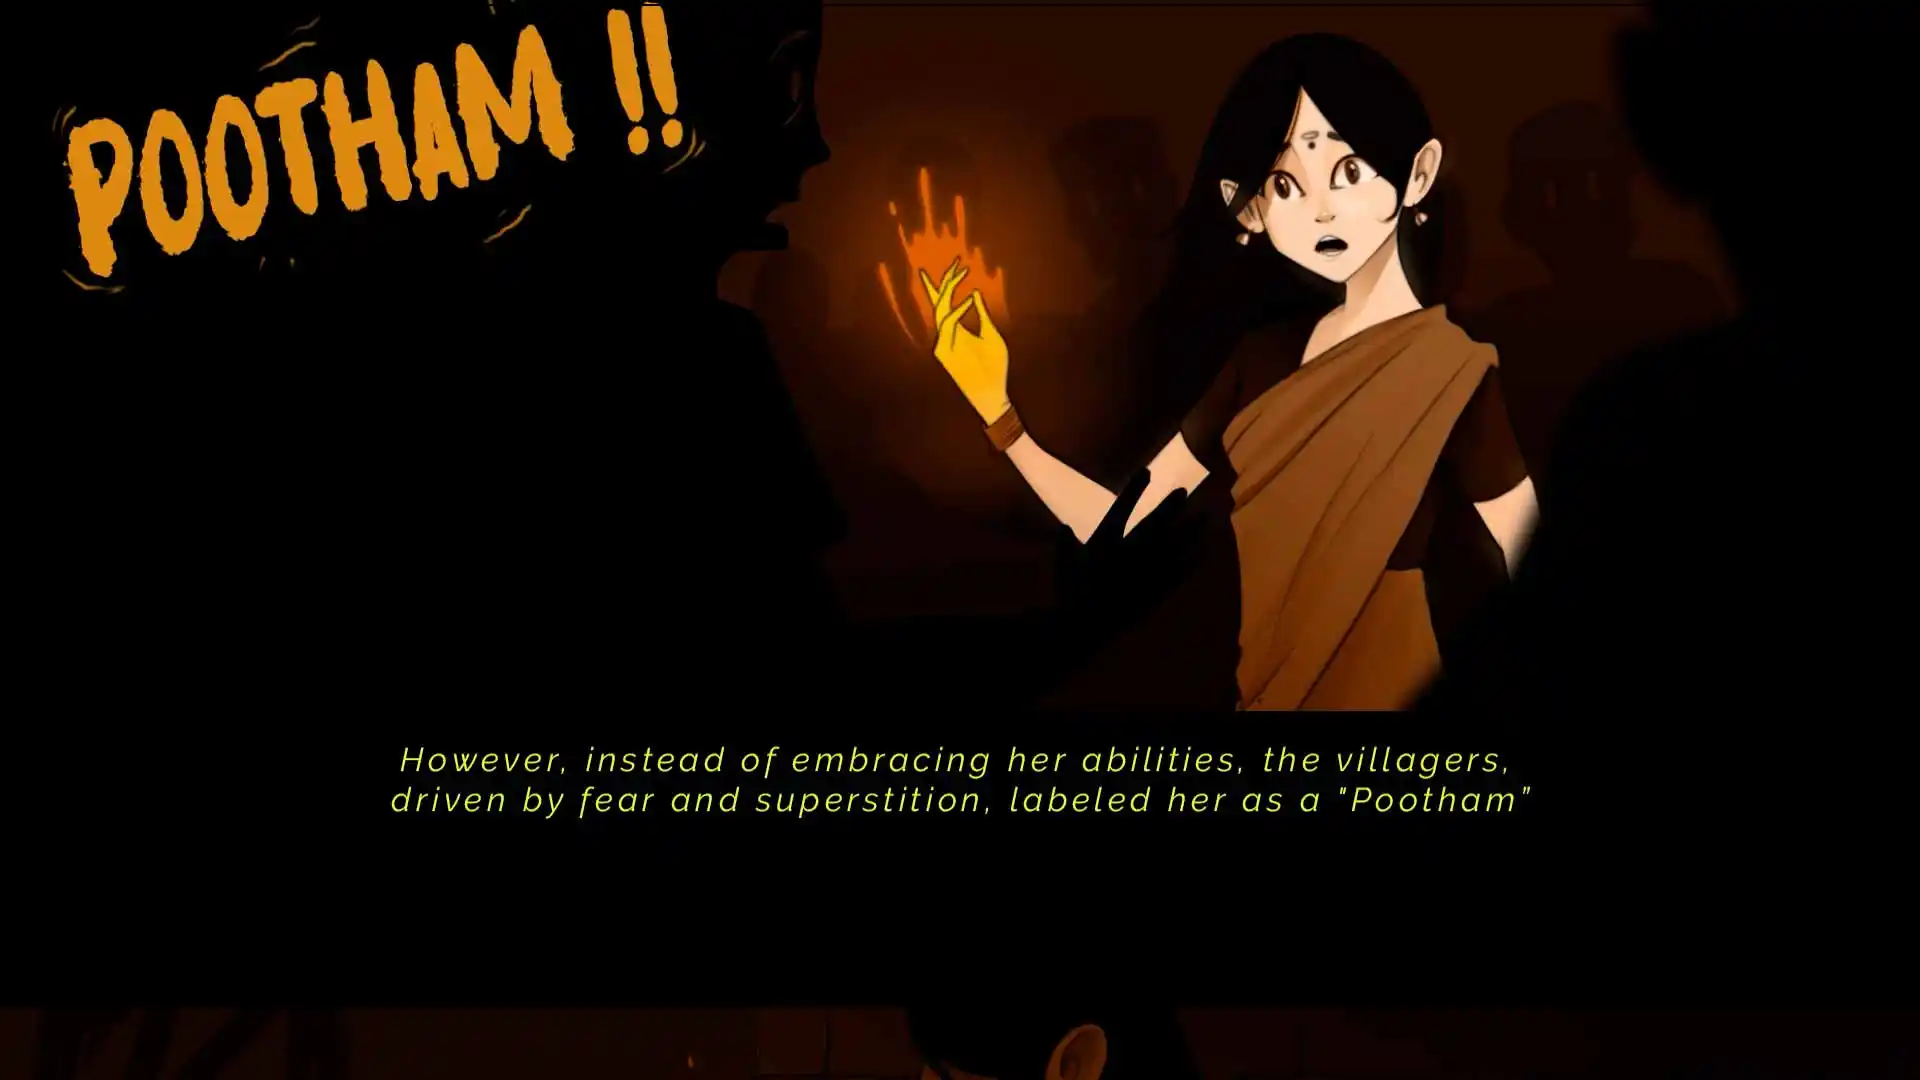 POOTHAM !!
However, instead of embracing her abilities, the villagers,
driven by fear and superstition, labeled her as a "Pootham”